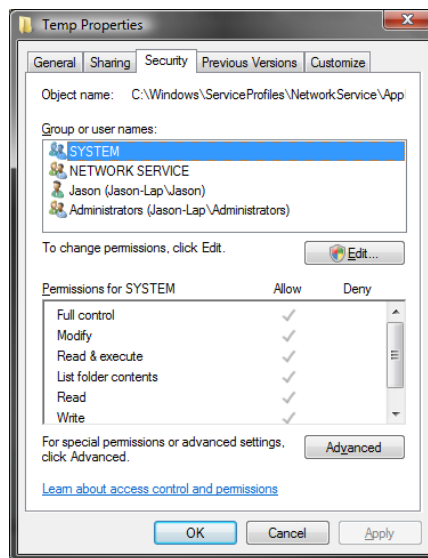 Temp Properties
General Sharing Security Previous Versions Customize
Object name: C:\Windows\ServiceProfiles\NetworkService\App
Group or user names:
SYSTEM
NETWORK SERVICE
Jason (Jason-Lap\Jason)
Administrators (Jason-Lap\Administrators)
To change permissions, click Edit.
Edit...
Permissions for SYSTEM Allow Deny
Full control
Modify
Read & execute
List folder contents
Read
Write
For special permissions or advanced settings,
click Advanced.
Advanced
Learn about access control and permissions
OK Cancel Apply